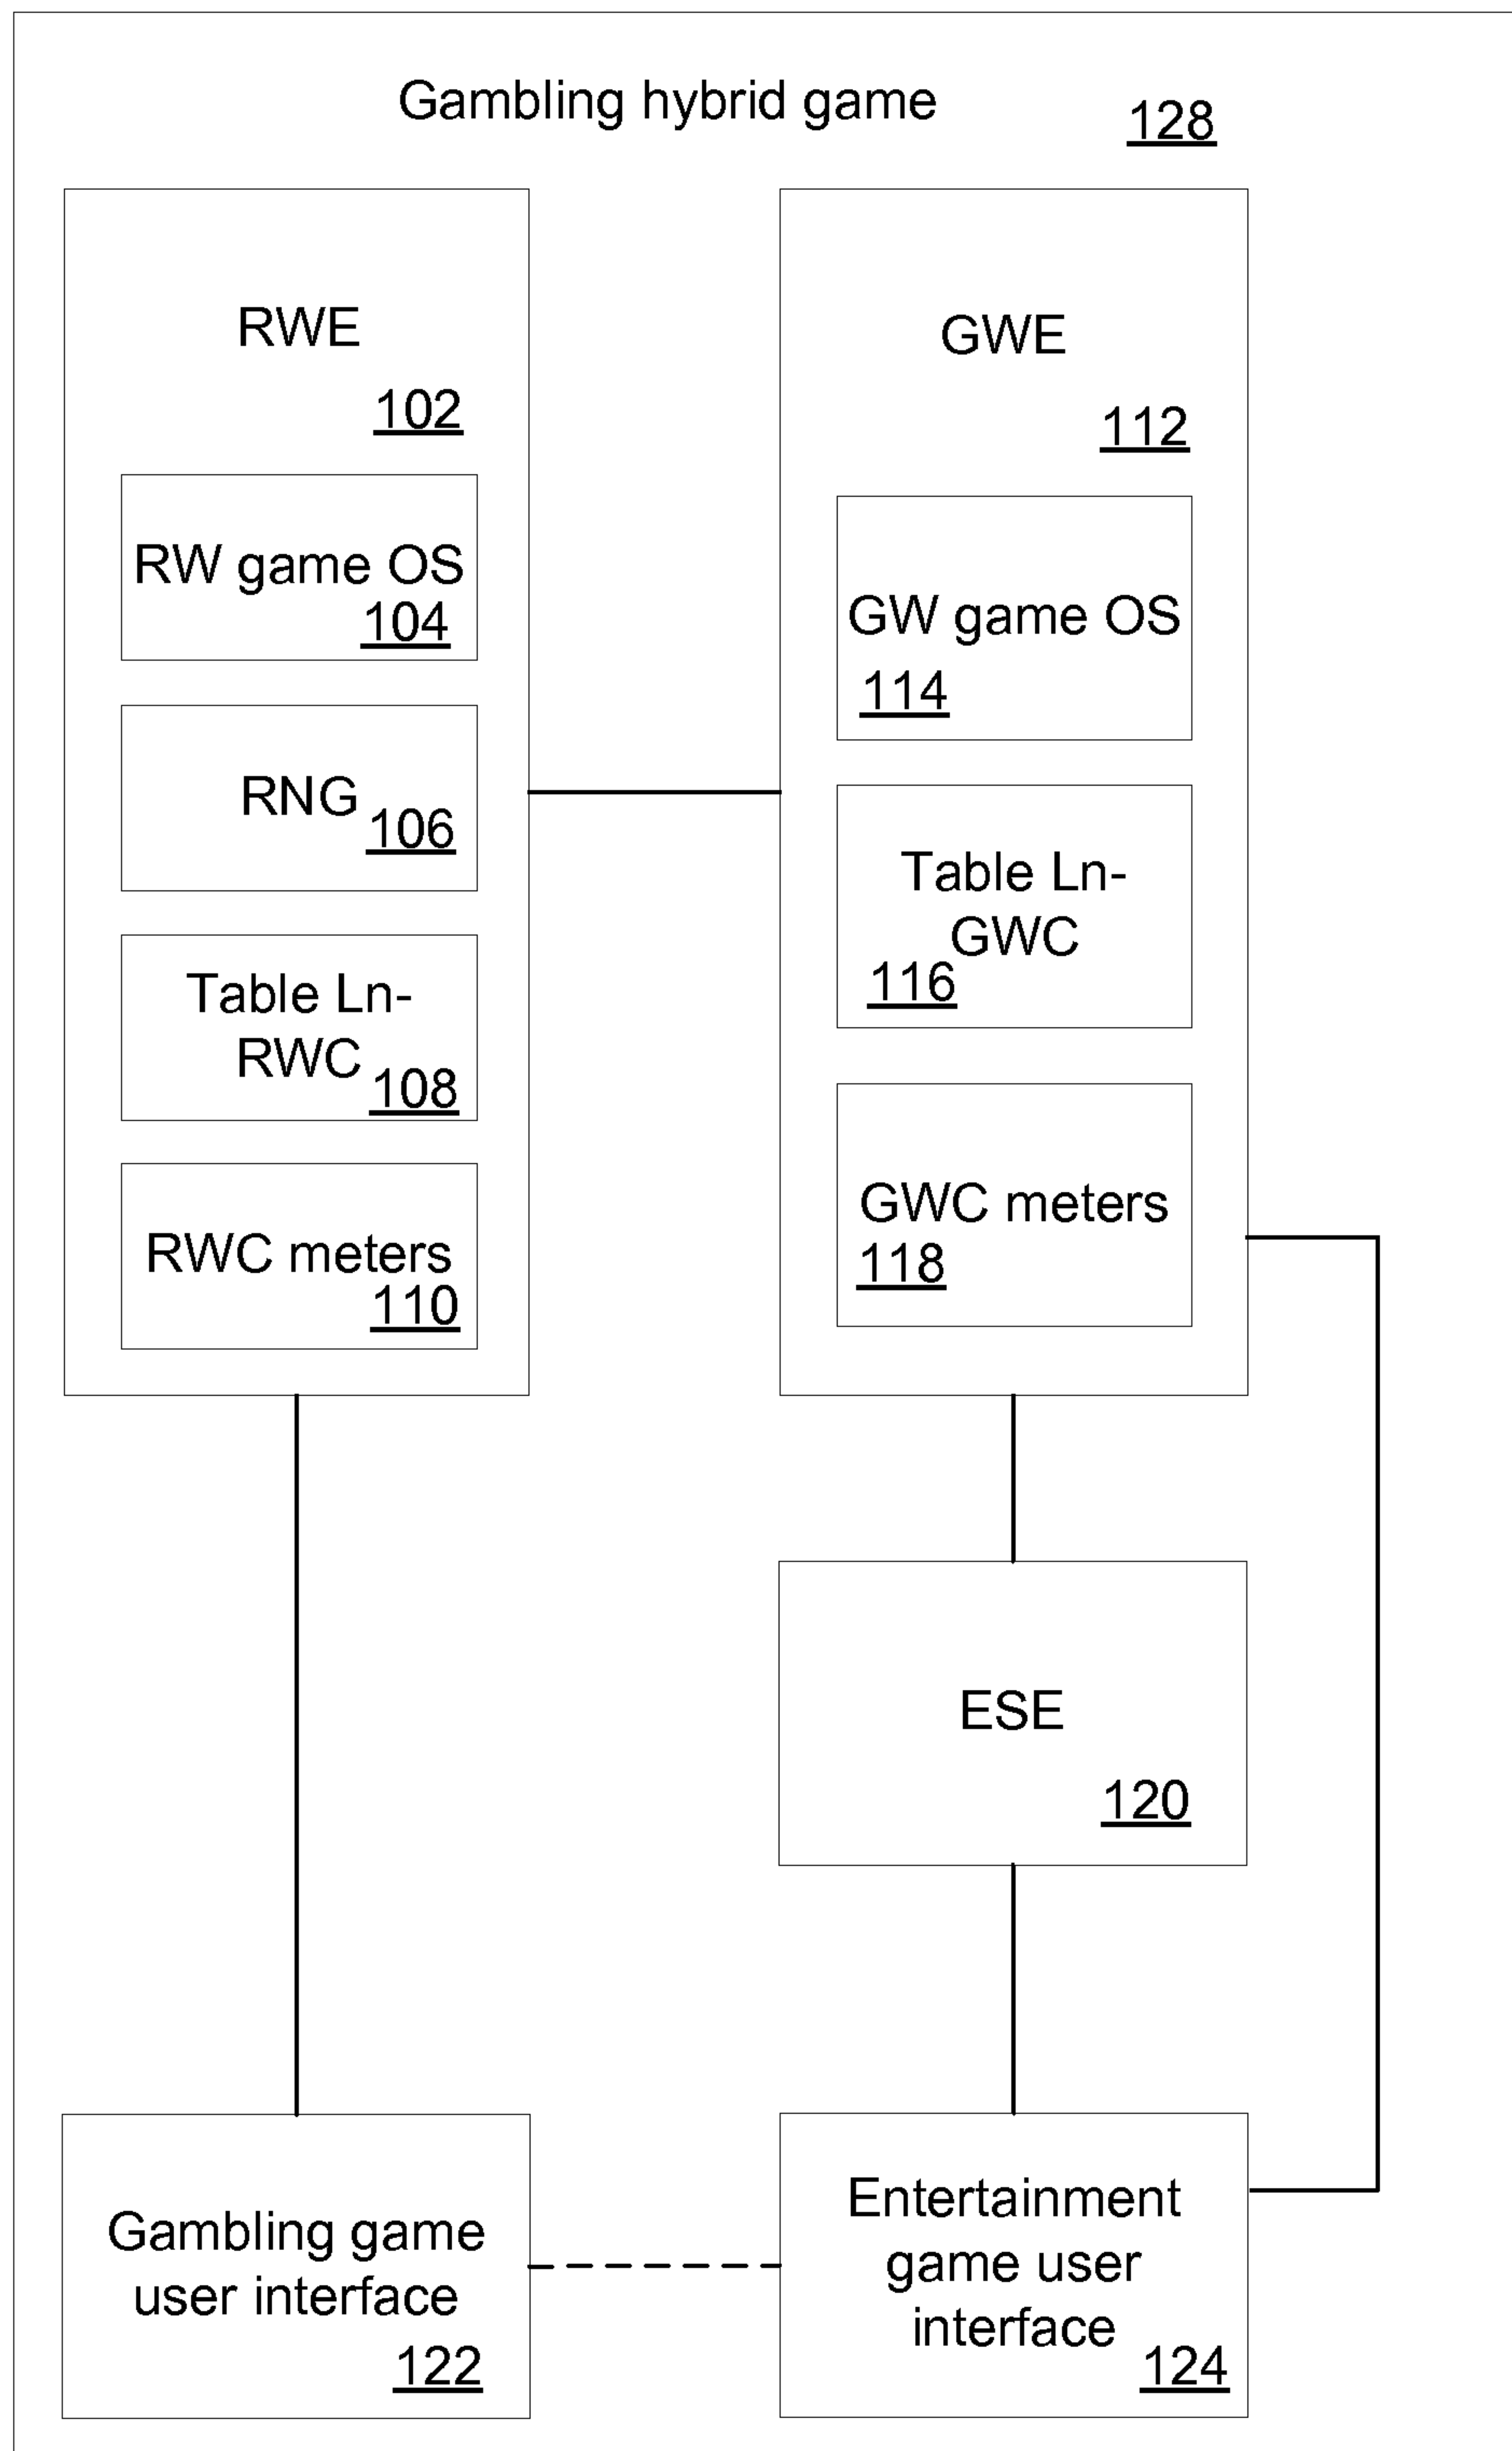 Gambling hybrid game
128
RWE
102
RW game OS
104
RNG
106
Table Ln-
RWC
108
RWC meters
110
GWE
112
GW game OS
114
Table Ln-
GWC
116
GWC meters
118
ESE
120
Gambling game
user interface
122
Entertainment
game user
interface
124